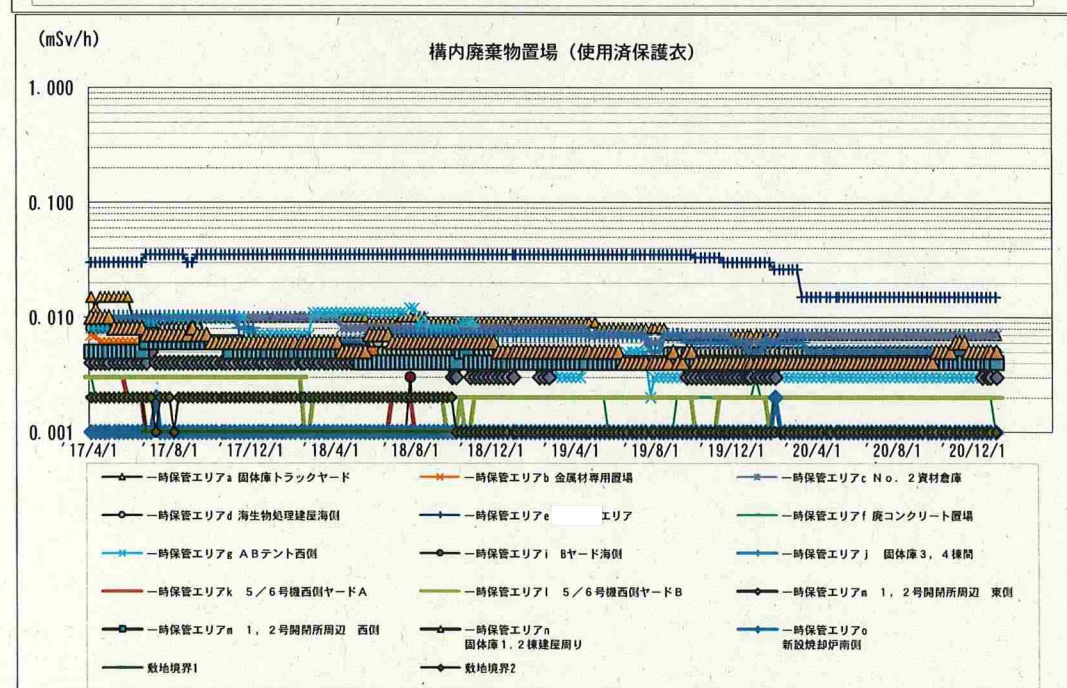 (mSv/h)
構内廃棄物置場（使用済保護衣）
1.000
0.100
0.010
0.001
'17/4/1 '17/8/1 '17/12/1 '18/4/1 '18/8/1 '18/12/1 '19/4/1 '19/8/1 '19/12/1 '20/4/1 '20/8/1 '20/12/1
一時保管エリアa 固体庫トラックヤード
一時保管エリアb 金属材専用置場
一時保管エリアc No．2資材倉庫
一時保管エリアd 海生物処理建屋海側
一時保管エリアe エリア
一時保管エリアf 廃コンクリート置場
一時保管エリアg ABテント西側
一時保管エリアi Bヤード海側
一時保管エリアj 固体庫3，4棟間
一時保管エリアk 5／6号機西側ヤードA
一時保管エリアl 5／6号機西側ヤードB
一時保管エリアm 1，2号開閉所周辺 東側
一時保管エリアm 1，2号開閉所周辺 西側
一時保管エリアn
固体庫1.2棟建屋周り
一時保管エリアo
新設焼却炉南側
敷地境界1
敷地境界2